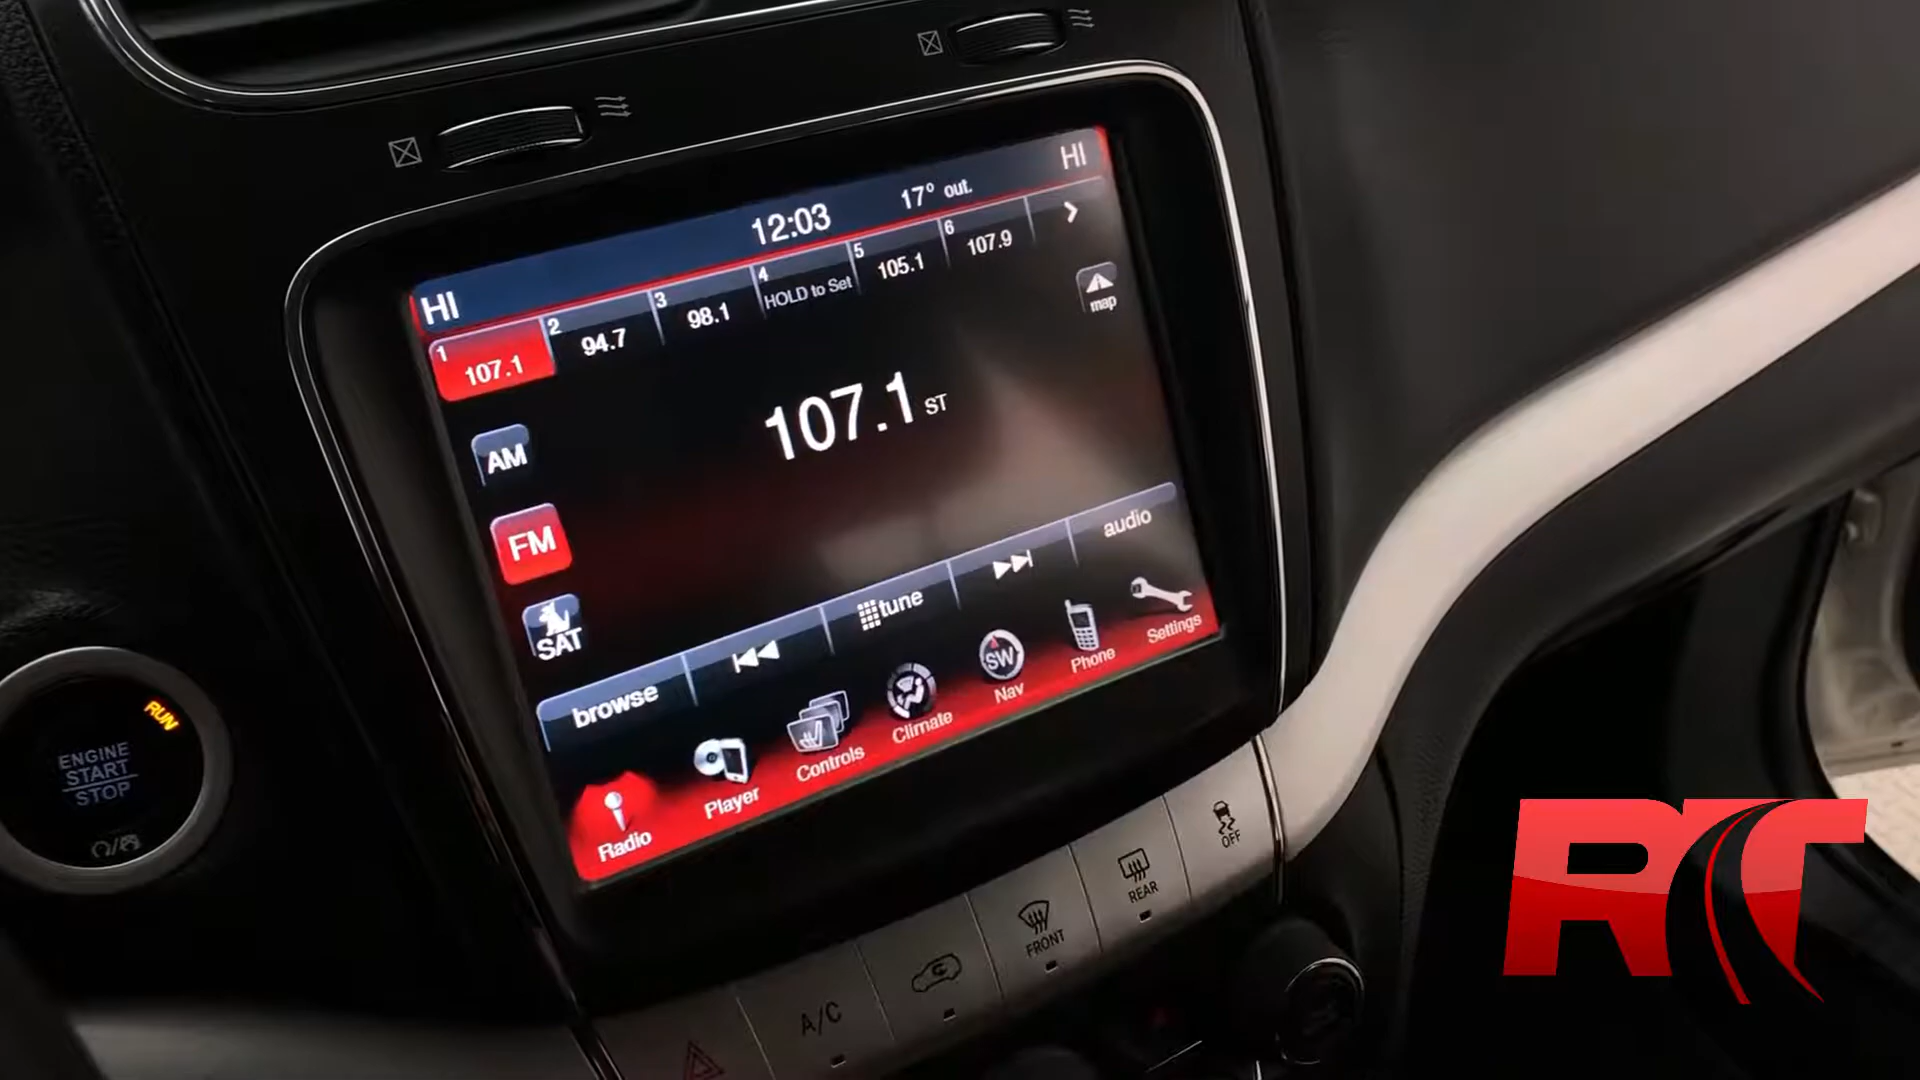 HI
12:03
17° out.
HI
1 107.1
2 94.7
3 98.1
4 HOLD to Set
5 105.1
6 107.9
map
107.1 ST
AM
FM
SAT
browse
tune
audio
Radio
Player
Controls
Climate
SW
Nav
Phone
Settings
RUN
ENGINE
START
STOP
A/C
FRONT
REAR
OFF
RT